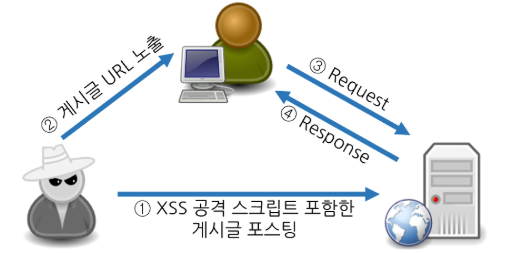 ② 게시글 URL 노출
③ Request
④ Response
① XSS 공격 스크립트 포함한
게시글 포스팅